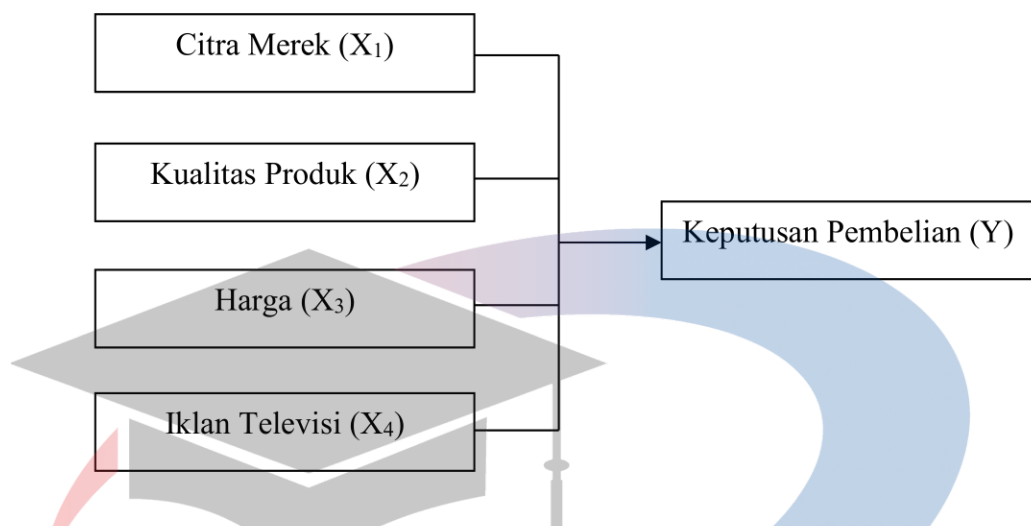 Citra Merek (X₁)
Kualitas Produk (X₂)
Keputusan Pembelian (Y)
Harga (X₃)
Iklan Televisi (X₄)